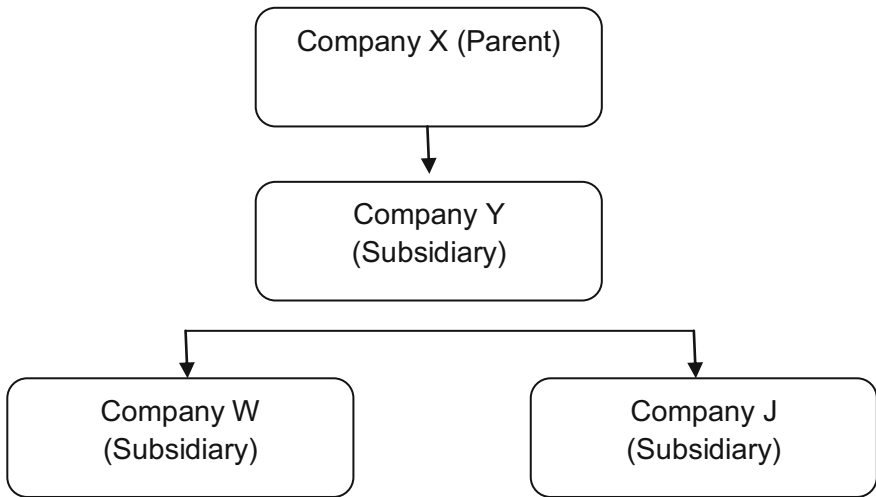 Company X (Parent)
Company Y
(Subsidiary)
Company W
(Subsidiary)
Company J
(Subsidiary)